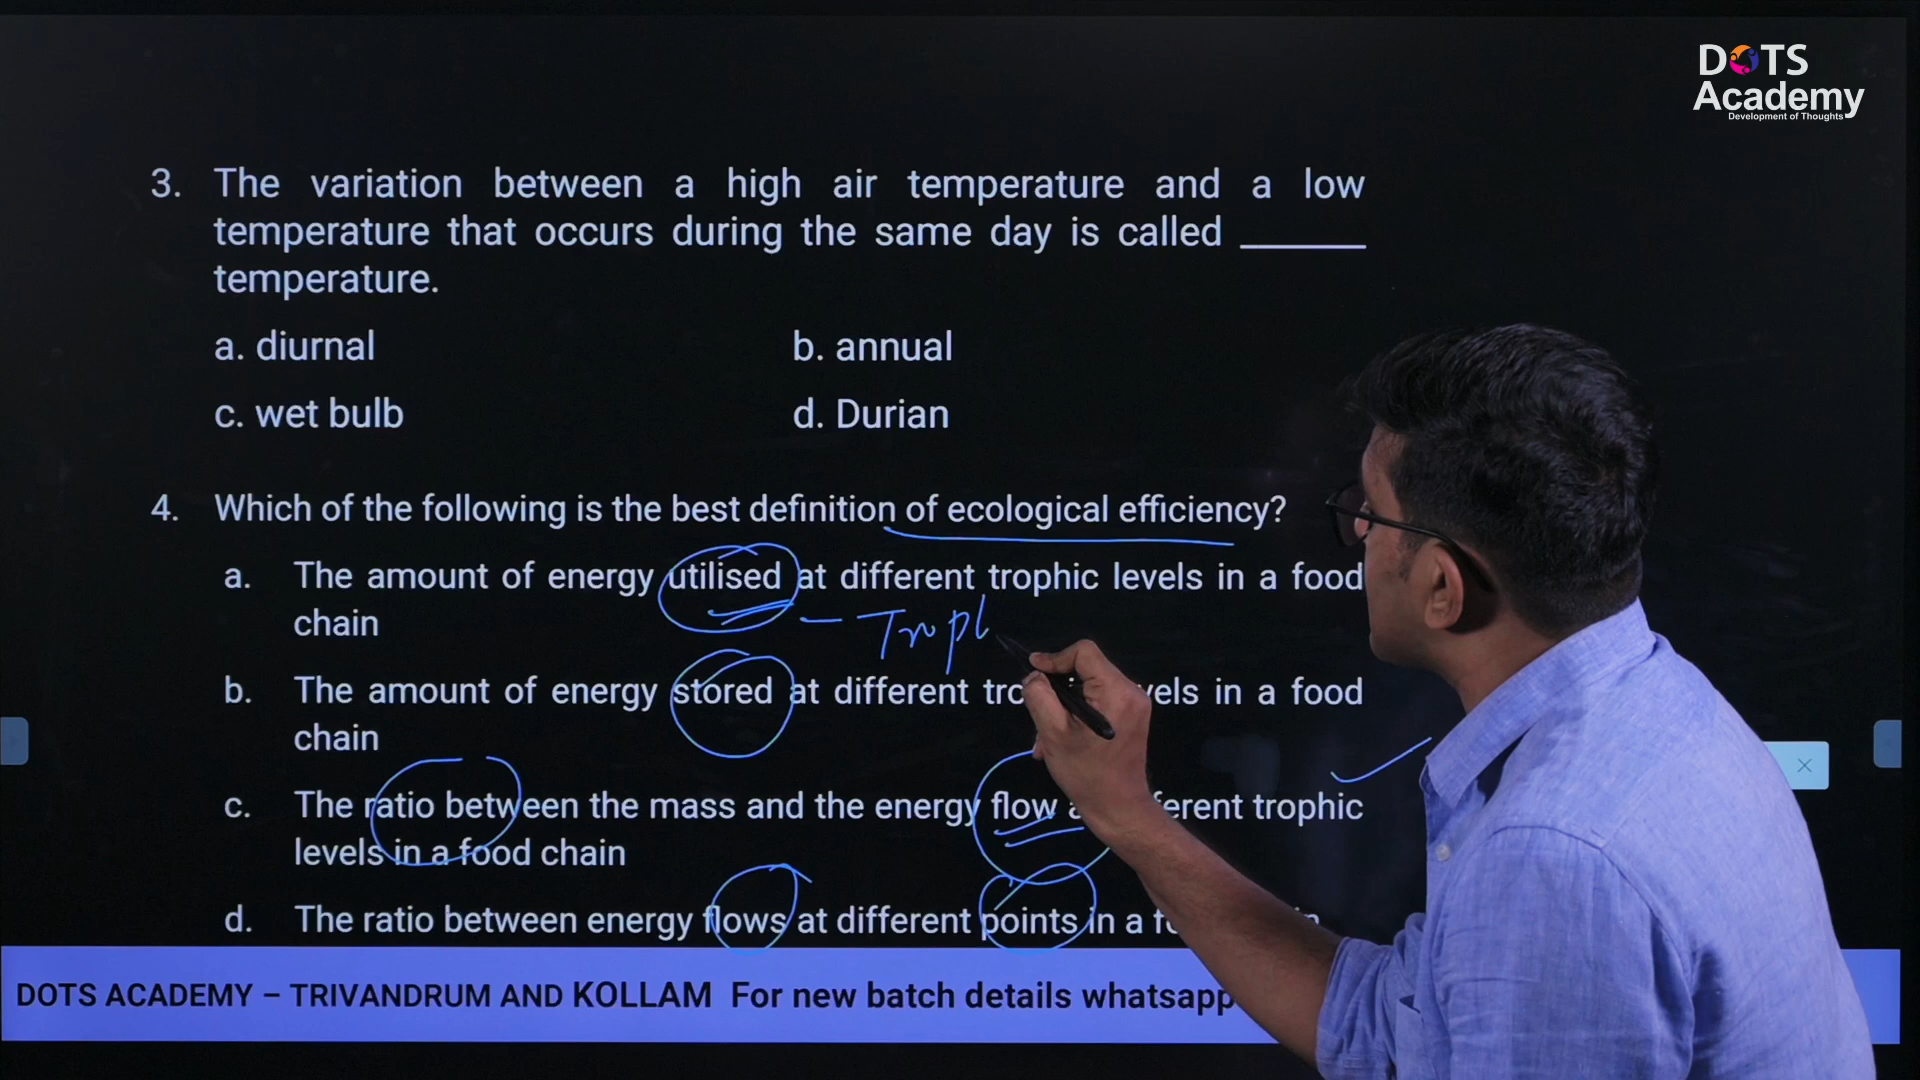 DOTS
Academy
Development of Thoughts
3. The variation between a high air temperature and a low
temperature that occurs during the same day is called ______
temperature.
a. diurnal b. annual
c. wet bulb d. Durian
4. Which of the following is the best definition of ecological efficiency?
a. The amount of energy utilised at different trophic levels in a food
chain
– Troph
b. The amount of energy stored at different levels in a food
chain
c. The ratio between the mass and the energy flow trophic
levels in a food chain
d. The ratio between energy flows at different points in a
DOTS ACADEMY – TRIVANDRUM AND KOLLAM For new batch details whatsapp